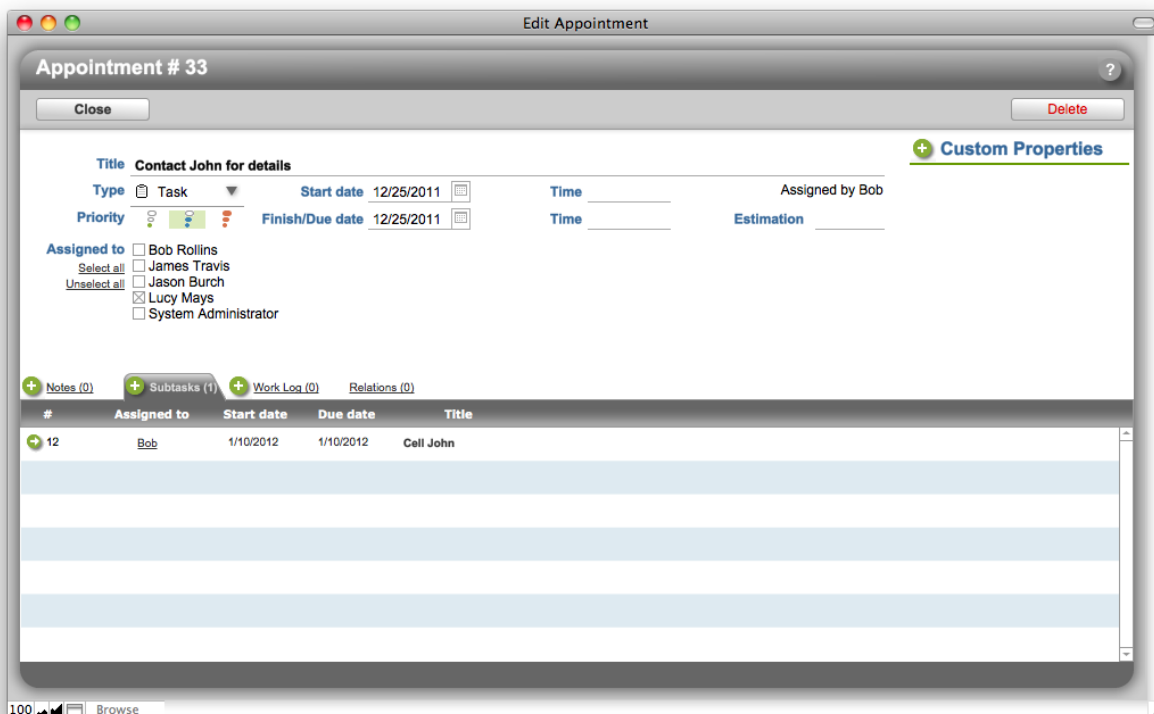 Edit Appointment
Appointment # 33
?
Close
Delete
Custom Properties
Title Contact John for details
Type Task Start date 12/25/2011 Time Assigned by Bob
Priority Finish/Due date 12/25/2011 Time Estimation
Assigned to Bob Rollins
Select all James Travis
Unselect all Jason Burch
Lucy Mays
System Administrator
Notes (0) Subtasks (1) Work Log (0) Relations (0)
# Assigned to Start date Due date Title
12 Bob 1/10/2012 1/10/2012 Cell John
100 Browse